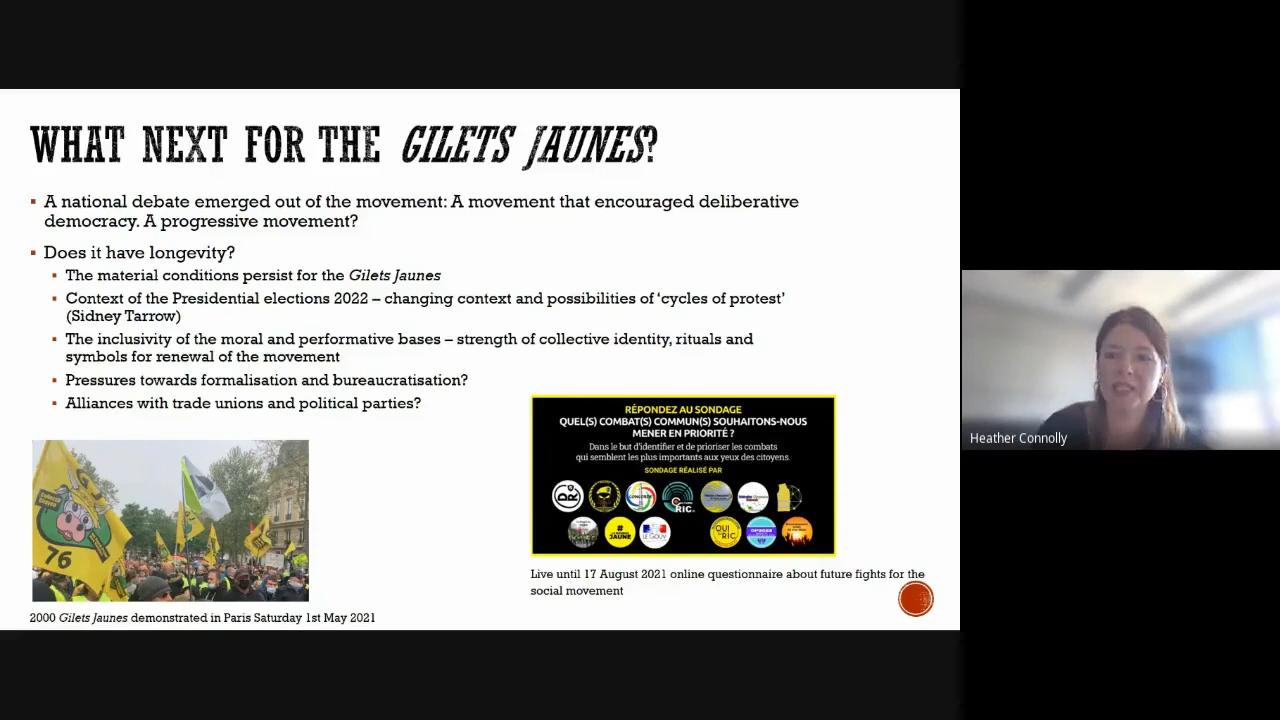 WHAT NEXT FOR THE GILETS JAUNES?
▪ A national debate emerged out of the movement: A movement that encouraged deliberative
democracy. A progressive movement?
▪ Does it have longevity?
▪ The material conditions persist for the Gilets Jaunes
▪ Context of the Presidential elections 2022 – changing context and possibilities of ‘cycles of protest’
(Sidney Tarrow)
▪ The inclusivity of the moral and performative bases – strength of collective identity, rituals and
symbols for renewal of the movement
▪ Pressures towards formalisation and bureaucratisation?
▪ Alliances with trade unions and political parties?
76
2000 Gilets Jaunes demonstrated in Paris Saturday 1st May 2021
RÉPONDEZ AU SONDAGE
QUEL(S) COMBAT(S) COMMUN(S) SOUHAITONS-NOUS
MENER EN PRIORITÉ ?
Dans le but d'identifier et de prioriser les combats
qui semblent les plus importants aux yeux des citoyens.
SONDAGE RÉALISÉ PAR
RIC
LE GOUV
OUI
RIC
Live until 17 August 2021 online questionnaire about future fights for the
social movement
Heather Connolly